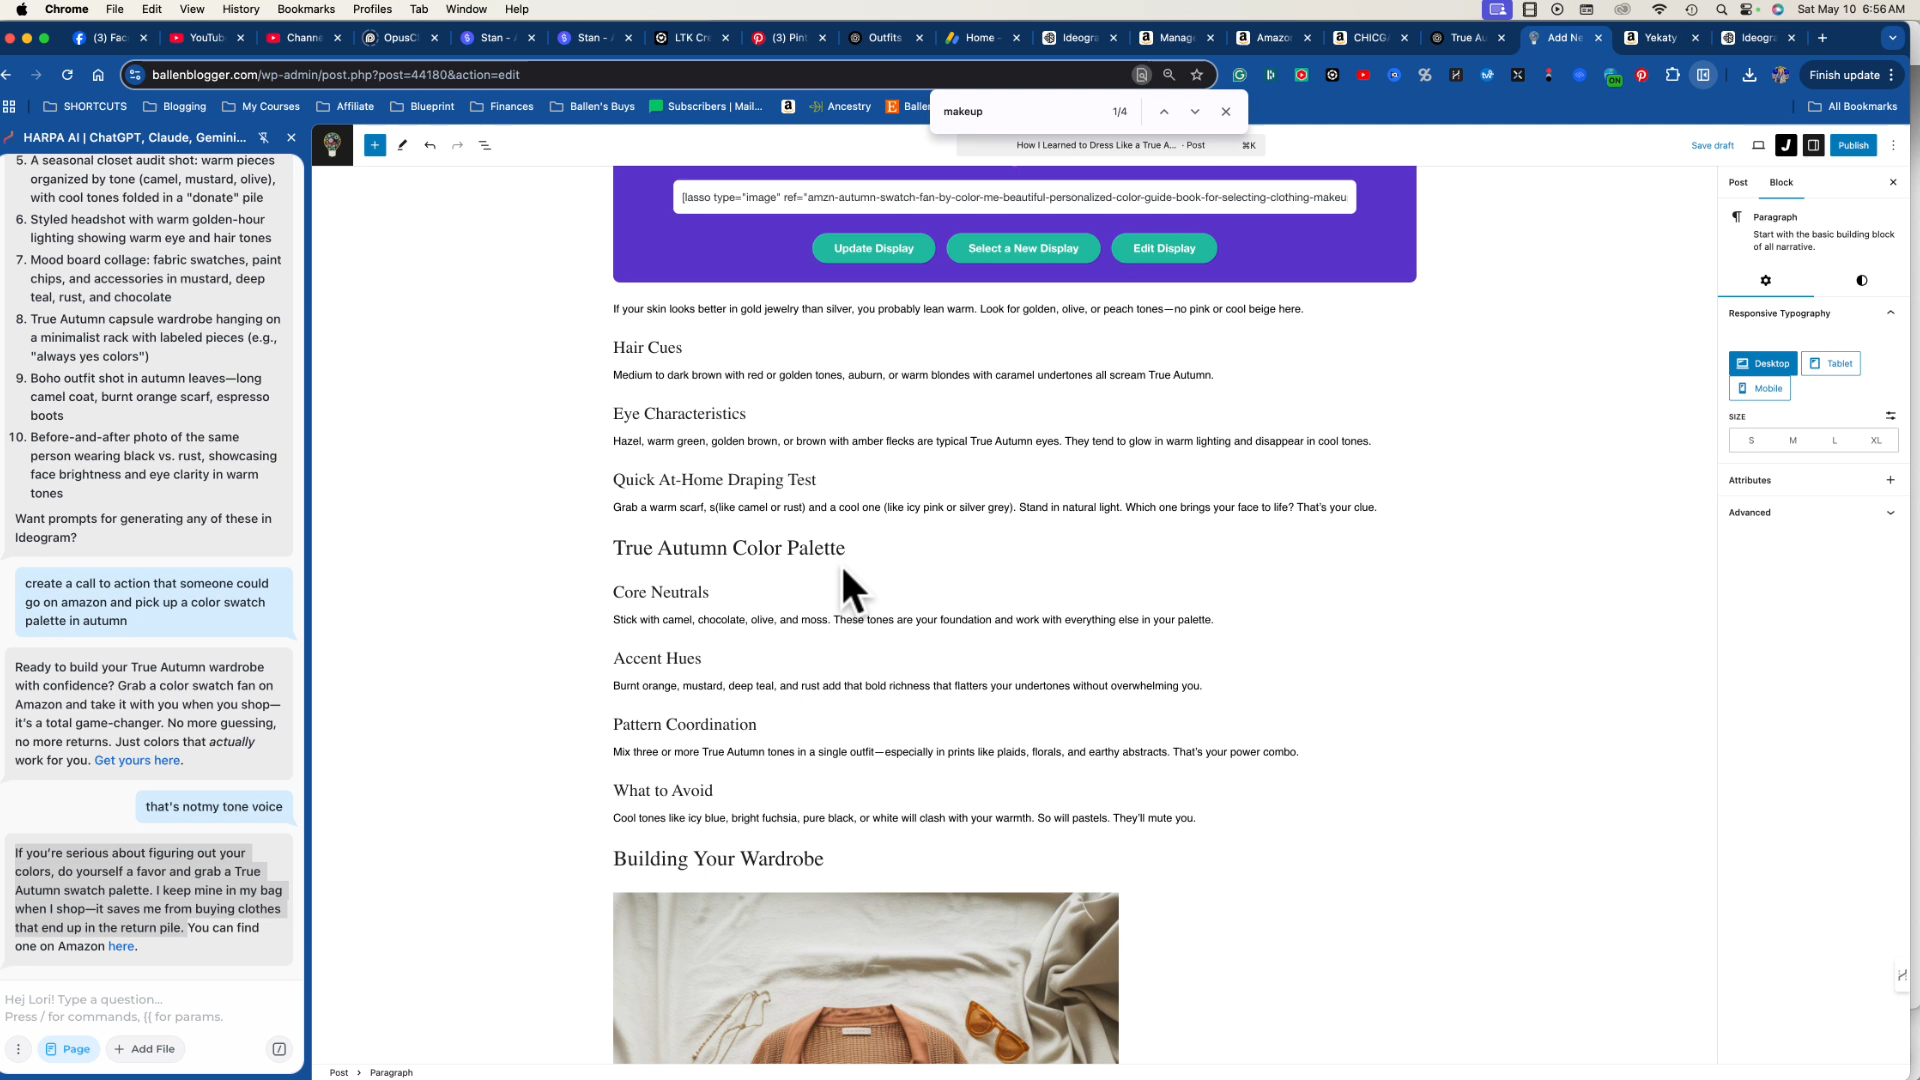 Chrome File Edit View History Bookmarks Profiles Tab Window Help
Sat May 10 6:56 AM
(3) Fac
YouTub
Channe
OpusCl
Stan -
Stan -
LTK Cre
(3) Pint
Outfits
Home -
Ideogra
Manage
Amazo
CHICGA
True Au
Add Ne
Yekaty
Ideogra
ballenblogger.com/wp-admin/post.php?post=44180&action=edit
Finish update
SHORTCUTS
Blogging
My Courses
Affiliate
Blueprint
Finances
Ballen's Buys
Subscribers | Mail...
Ancestry
Baller
All Bookmarks
makeup 1/4
HARPA AI | ChatGPT, Claude, Gemini...
How I Learned to Dress Like a True A... · Post ⌘K
Save draft
Publish
5. A seasonal closet audit shot: warm pieces
organized by tone (camel, mustard, olive),
with cool tones folded in a "donate" pile
6. Styled headshot with warm golden-hour
lighting showing warm eye and hair tones
7. Mood board collage: fabric swatches, paint
chips, and accessories in mustard, deep
teal, rust, and chocolate
8. True Autumn capsule wardrobe hanging on
a minimalist rack with labeled pieces (e.g.,
"always yes colors")
9. Boho outfit shot in autumn leaves—long
camel coat, burnt orange scarf, espresso
boots
10. Before-and-after photo of the same
person wearing black vs. rust, showcasing
face brightness and eye clarity in warm
tones
Want prompts for generating any of these in
Ideogram?
create a call to action that someone could
go on amazon and pick up a color swatch
palette in autumn
Ready to build your True Autumn wardrobe
with confidence? Grab a color swatch fan on
Amazon and take it with you when you shop—
it's a total game-changer. No more guessing,
no more returns. Just colors that actually
work for you. Get yours here.
that's notmy tone voice
If you're serious about figuring out your
colors, do yourself a favor and grab a True
Autumn swatch palette. I keep mine in my bag
when I shop—it saves me from buying clothes
that end up in the return pile. You can find
one on Amazon here.
Hej Lori! Type a question...
Press / for commands, {{ for params.
Page
Add File
[lasso type="image" ref="amzn-autumn-swatch-fan-by-color-me-beautiful-personalized-color-guide-book-for-selecting-clothing-makeu
Update Display
Select a New Display
Edit Display
If your skin looks better in gold jewelry than silver, you probably lean warm. Look for golden, olive, or peach tones—no pink or cool beige here.
Hair Cues
Medium to dark brown with red or golden tones, auburn, or warm blondes with caramel undertones all scream True Autumn.
Eye Characteristics
Hazel, warm green, golden brown, or brown with amber flecks are typical True Autumn eyes. They tend to glow in warm lighting and disappear in cool tones.
Quick At-Home Draping Test
Grab a warm scarf, s(like camel or rust) and a cool one (like icy pink or silver grey). Stand in natural light. Which one brings your face to life? That's your clue.
True Autumn Color Palette
Core Neutrals
Stick with camel, chocolate, olive, and moss. These tones are your foundation and work with everything else in your palette.
Accent Hues
Burnt orange, mustard, deep teal, and rust add that bold richness that flatters your undertones without overwhelming you.
Pattern Coordination
Mix three or more True Autumn tones in a single outfit—especially in prints like plaids, florals, and earthy abstracts. That's your power combo.
What to Avoid
Cool tones like icy blue, bright fuchsia, pure black, or white will clash with your warmth. So will pastels. They'll mute you.
Building Your Wardrobe
Post › Paragraph
Post Block
Paragraph
Start with the basic building block
of all narrative.
Responsive Typography
Desktop
Tablet
Mobile
SIZE
S M L XL
Attributes
Advanced